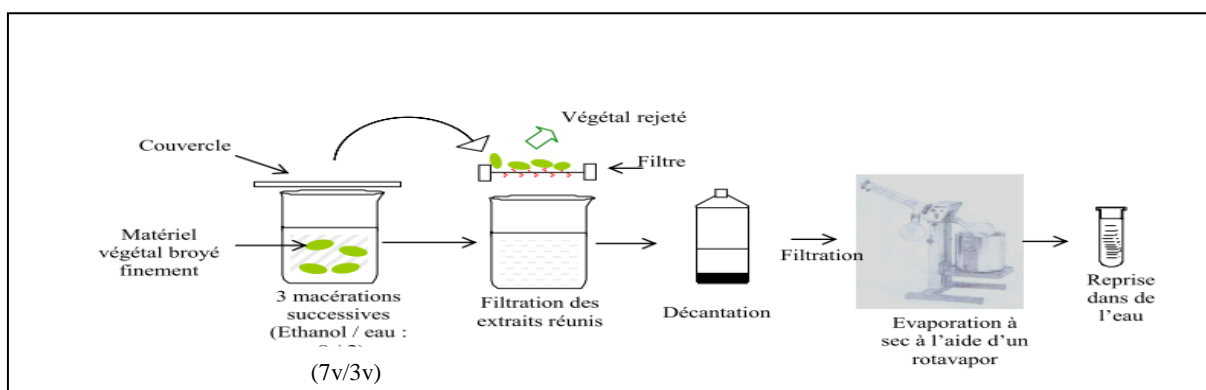 Végétal rejeté
Couvercle
Filtre
Matériel
végétal broyé
finement
3 macérations
successives
(Ethanol / eau :
(7v/3v)
Filtration des
extraits réunis
Décantation
Filtration
Evaporation à
sec à l'aide d'un
rotavapor
Reprise
dans de
l'eau